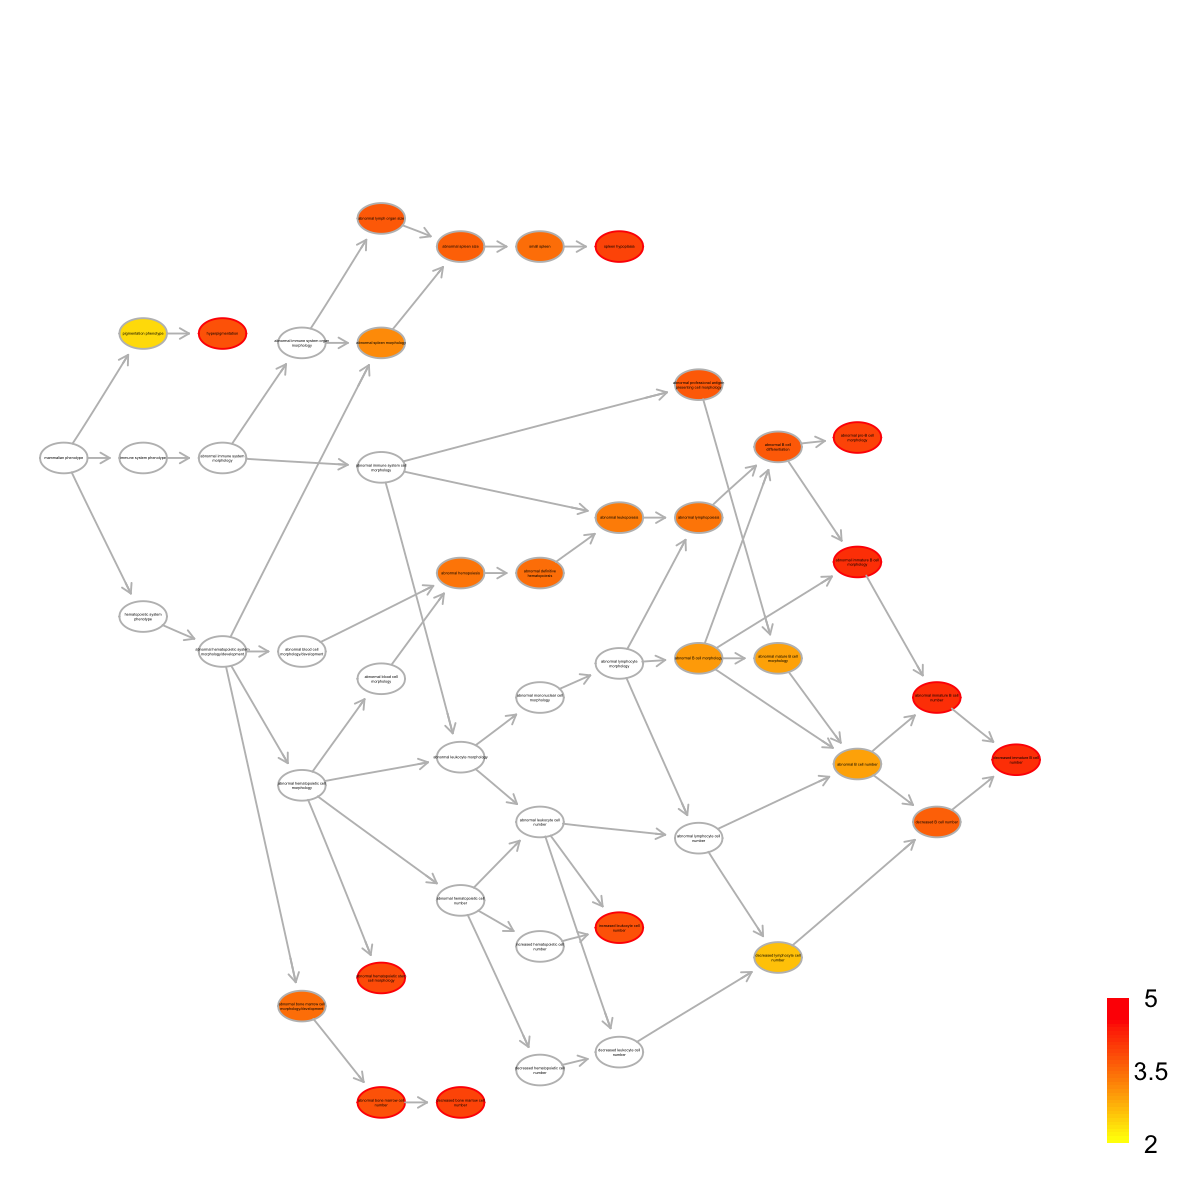 abnormal lymph organ size
abnormal spleen size
small spleen
spleen hypoplasia
pigmentation phenotype
hypopigmentation
abnormal immune system organ
morphology
abnormal spleen morphology
abnormal professional antigen
presenting cell morphology
abnormal B cell
differentiation
abnormal pro-B cell
morphology
mammalian phenotype
immune system phenotype
abnormal immune system
morphology
abnormal immune system cell
morphology
abnormal leukopoiesis
abnormal lymphopoiesis
abnormal hemopoiesis
abnormal definitive
hematopoiesis
abnormal immature B cell
morphology
hematopoietic system
phenotype
abnormal hematopoietic system
morphology/development
abnormal blood cell
morphology/development
abnormal blood cell
morphology
abnormal lymphocyte
morphology
abnormal B cell morphology
abnormal mature B cell
morphology
abnormal mononuclear cell
morphology
abnormal immature B cell
number
abnormal leukocyte morphology
abnormal hematopoietic cell
morphology
abnormal B cell number
decreased immature B cell
number
abnormal leukocyte cell
number
abnormal lymphocyte cell
number
decreased B cell number
abnormal hematopoietic cell
number
increased hematopoietic cell
number
increased leukocyte cell
number
decreased lymphocyte cell
number
abnormal hematopoietic stem
cell morphology
abnormal bone marrow cell
morphology/development
decreased hematopoietic cell
number
decreased leukocyte cell
number
abnormal bone marrow cell
number
decreased bone marrow cell
number
5
3.5
2